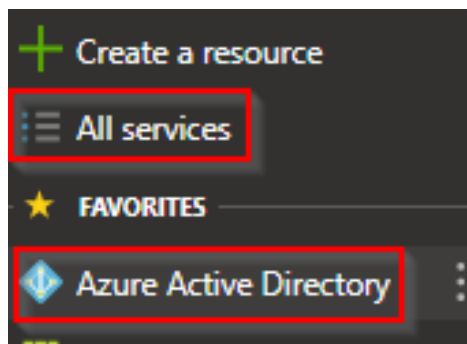 Create a resource
All services
FAVORITES
Azure Active Directory